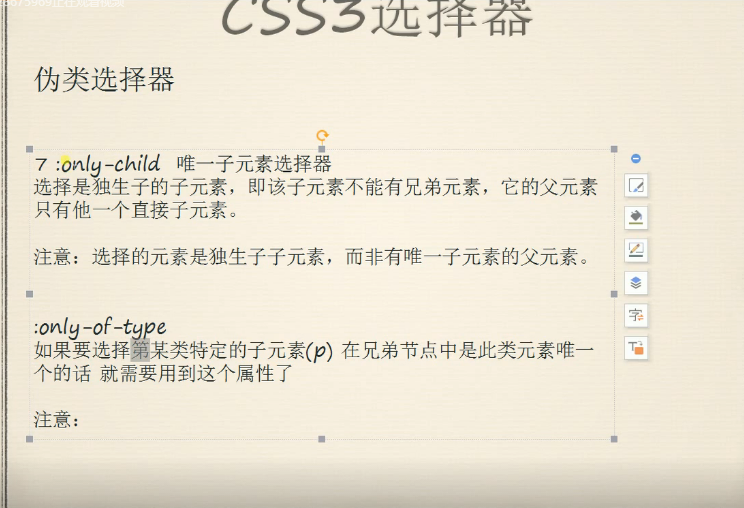 CSS3选择器
伪类选择器
7 :only-child 唯一子元素选择器
选择是独生子的子元素，即该子元素不能有兄弟元素，它的父元素
只有他一个直接子元素。
注意：选择的元素是独生子子元素，而非有唯一子元素的父元素。
:only-of-type
如果要选择第某类特定的子元素(p) 在兄弟节点中是此类元素唯一
个的话 就需要用到这个属性了
注意：
字
T